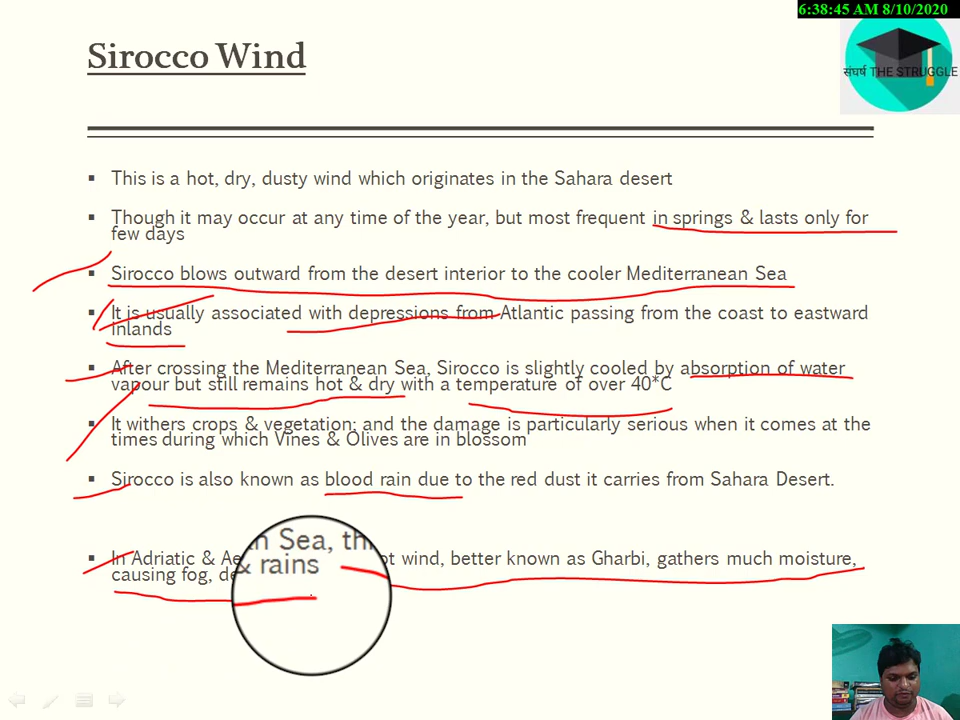 6:38:45 AM 8/10/2020
Sirocco Wind
संघर्ष THE STRUGGLE
▪ This is a hot, dry, dusty wind which originates in the Sahara desert
▪ Though it may occur at any time of the year, but most frequent in springs & lasts only for
few days
▪ Sirocco blows outward from the desert interior to the cooler Mediterranean Sea
▪ It is usually associated with depressions from Atlantic passing from the coast to eastward
inlands
▪ After crossing the Mediterranean Sea, Sirocco is slightly cooled by absorption of water
vapour but still remains hot & dry with a temperature of over 40*C
▪ It withers crops & vegetation; and the damage is particularly serious when it comes at the
times during which Vines & Olives are in blossom
▪ Sirocco is also known as blood rain due to the red dust it carries from Sahara Desert.
▪ In Adriatic & Sea, wind, better known as Gharbi, gathers much moisture,
causing fog, & rains